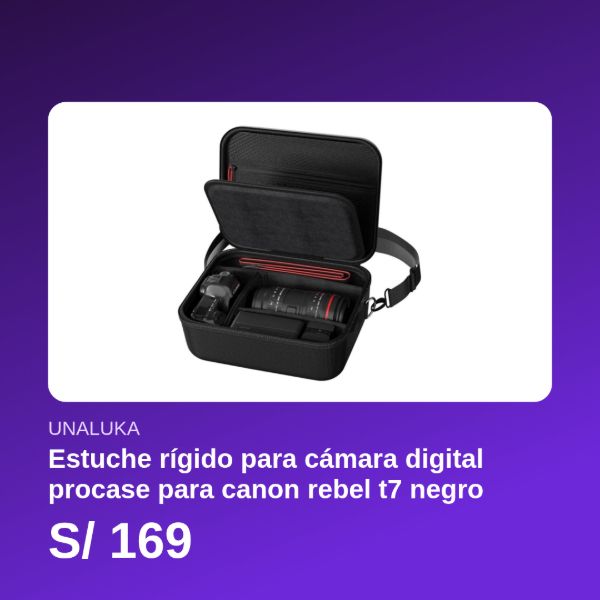 UNALUKA
Estuche rígido para cámara digital
procase para canon rebel t7 negro
S/ 169